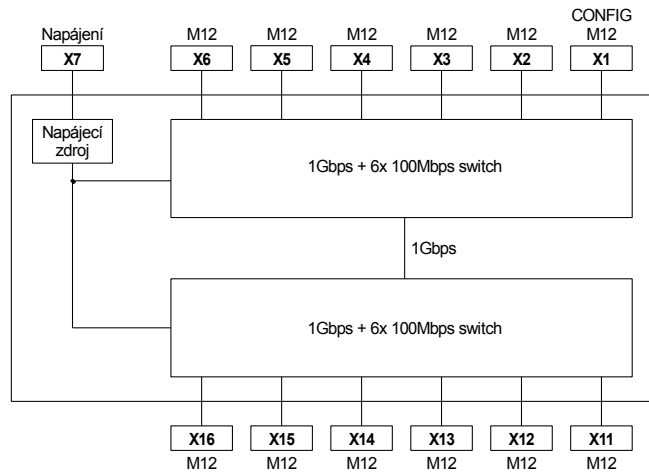 CONFIG
Napájení M12 M12 M12 M12 M12 M12
X7 X6 X5 X4 X3 X2 X1
Napájecí
zdroj
1Gbps + 6x 100Mbps switch
1Gbps
1Gbps + 6x 100Mbps switch
X16 X15 X14 X13 X12 X11
M12 M12 M12 M12 M12 M12